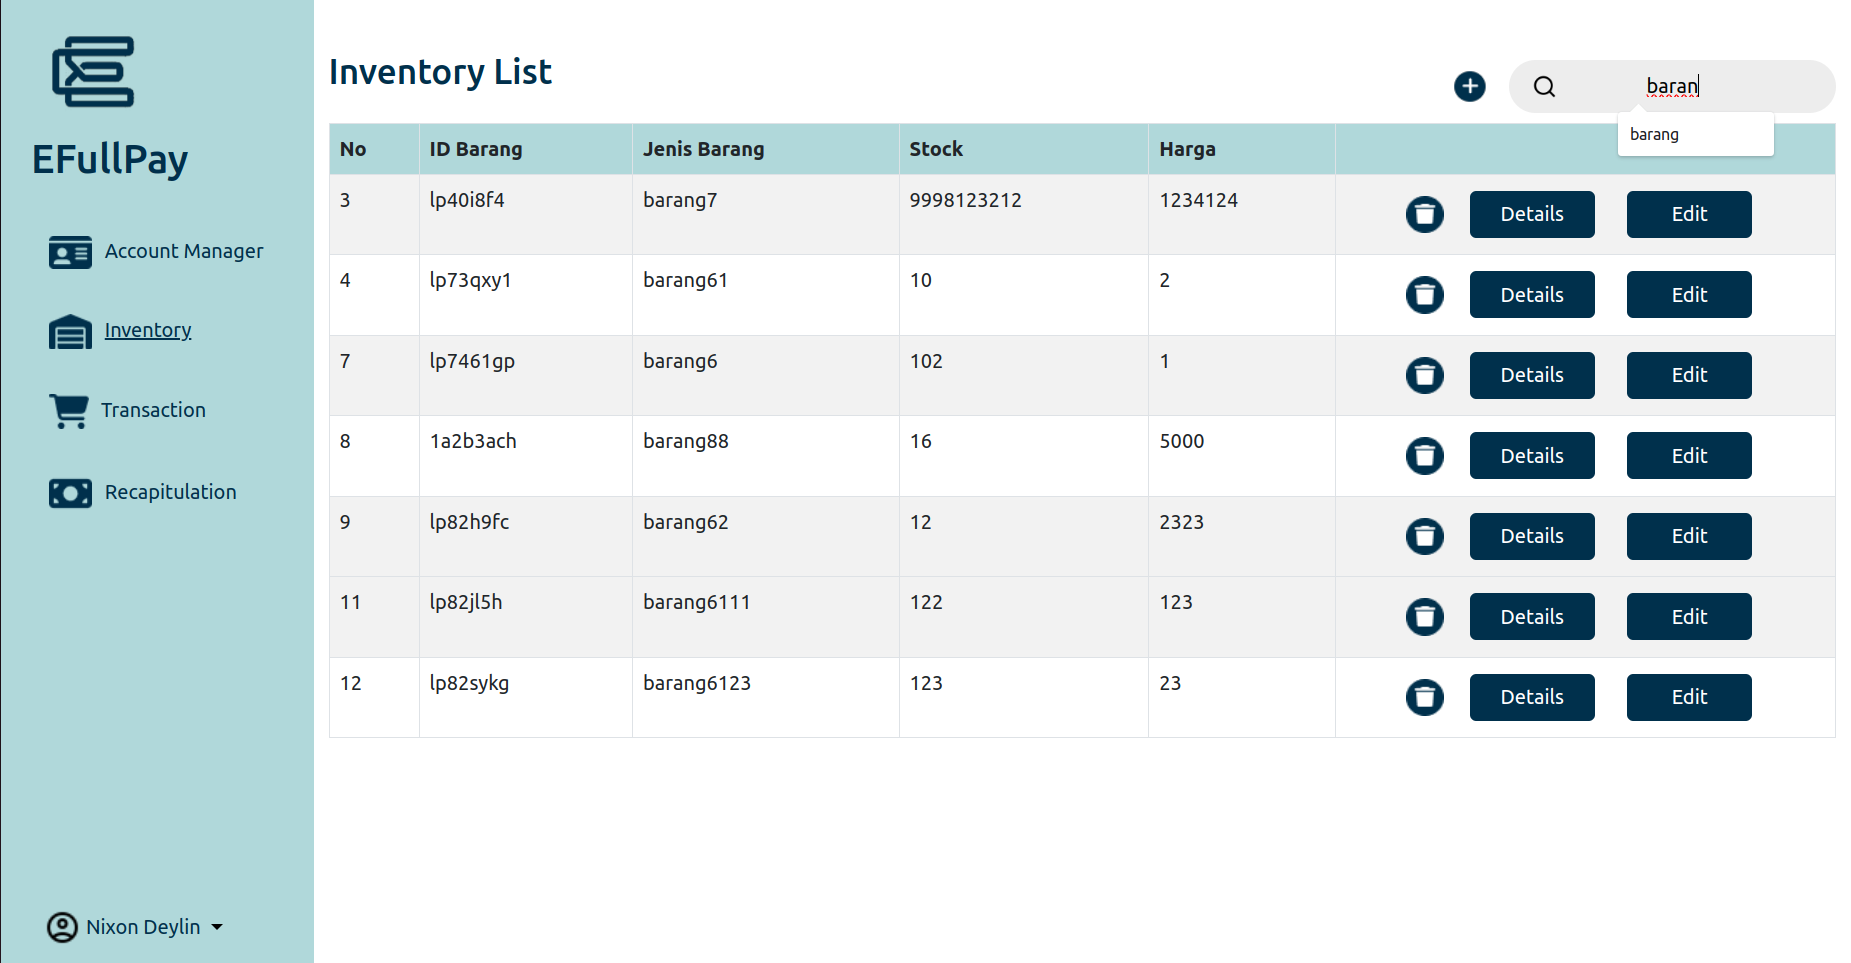 EFullPay
Account Manager
Inventory
Transaction
Recapitulation
Nixon Deylin
Inventory List
baran
barang
No ID Barang Jenis Barang Stock Harga
3 lp40i8f4 barang7 9998123212 1234124 Details Edit
4 lp73qxy1 barang61 10 2 Details Edit
7 lp7461gp barang6 102 1 Details Edit
8 1a2b3ach barang88 16 5000 Details Edit
9 lp82h9fc barang62 12 2323 Details Edit
11 lp82jl5h barang6111 122 123 Details Edit
12 lp82sykg barang6123 123 23 Details Edit